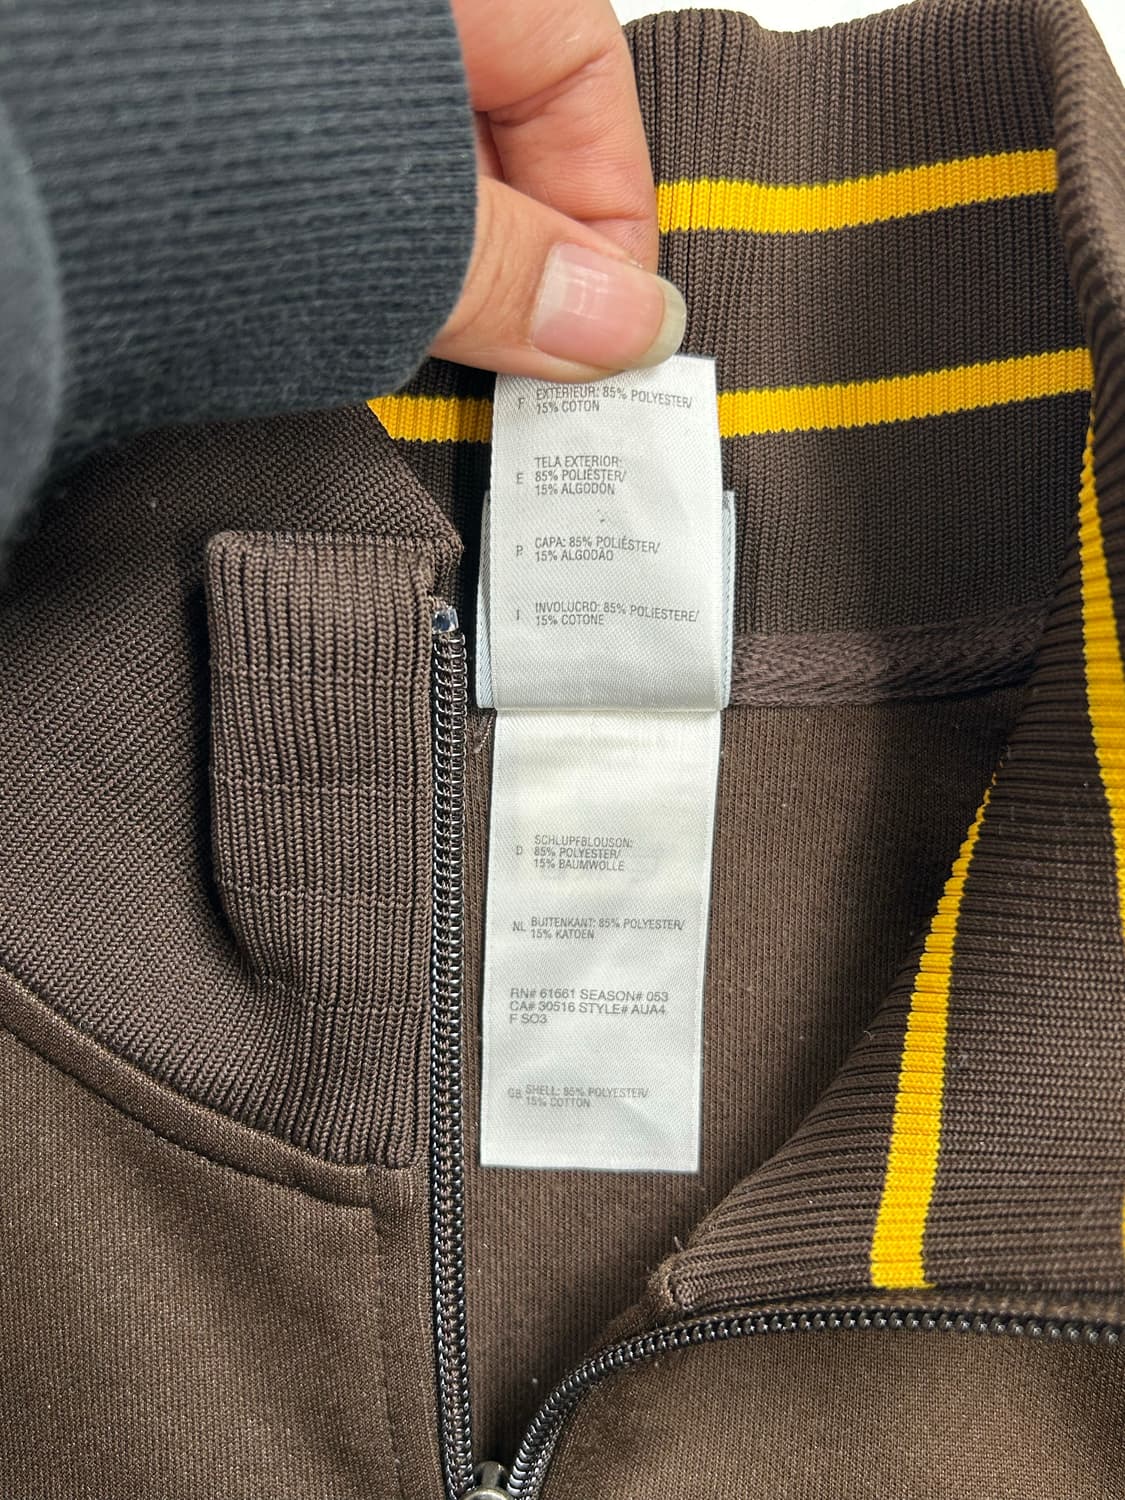 F EXTERIEUR: 85% POLYESTER/
15% COTON
TELA EXTERIOR:
E 85% POLIÉSTER/
15% ALGODÓN
P CAPA: 85% POLIÉSTER/
15% ALGODÃO
I INVOLUCRO: 85% POLIESTERE/
15% COTONE
SCHLUPFBLOUSON:
D 85% POLYESTER/
15% BAUMWOLLE
NL BUITENKANT: 85% POLYESTER/
15% KATOEN
RN# 61661 SEASON# 053
CA# 30516 STYLE# AUA4
F SO3
GB SHELL: 85% POLYESTER/
15% COTTON